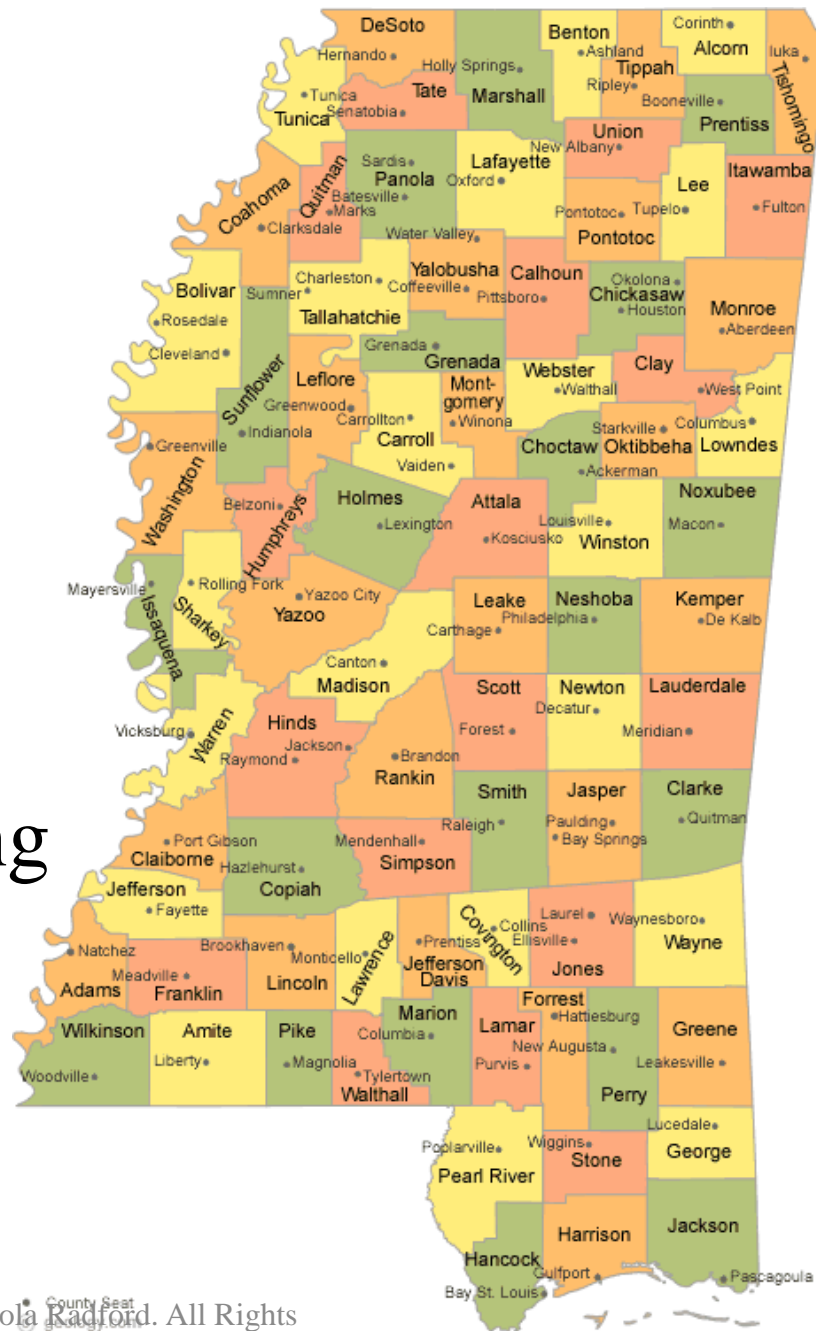 DeSoto
Hernando
Benton
Ashland
Corinth
Alcorn
Iuka
Tishomingo
Holly Springs
Marshall
Tippah
Ripley
Booneville
Prentiss
Tunica
Tunica
Tate
Senatobia
Union
New Albany
Itawamba
Fulton
Sardis
Panola
Batesville
Lafayette
Oxford
Lee
Tupelo
Pontotoc
Pontotoc
Quitman
Marks
Coahoma
Clarksdale
Water Valley
Yalobusha
Coffeeville
Calhoun
Pittsboro
Okolona
Chickasaw
Houston
Monroe
Aberdeen
Bolivar
Rosedale
Cleveland
Sumner
Charleston
Tallahatchie
Grenada
Grenada
Sunflower
Indianola
Leflore
Greenwood
Carrollton
Carroll
Vaiden
Mont-
gomery
Winona
Webster
Walthall
Clay
West Point
Choctaw
Ackerman
Starkville
Oktibbeha
Columbus
Lowndes
Greenville
Washington
Belzoni
Humphreys
Holmes
Lexington
Attala
Kosciusko
Louisville
Winston
Noxubee
Macon
Mayersville
Issaquena
Rolling Fork
Sharkey
Yazoo City
Yazoo
Leake
Carthage
Neshoba
Philadelphia
Kemper
De Kalb
Canton
Madison
Vicksburg
Warren
Hinds
Jackson
Raymond
Brandon
Rankin
Scott
Forest
Newton
Decatur
Lauderdale
Meridian
Smith
Raleigh
Jasper
Paulding
Bay Springs
Clarke
Quitman
Port Gibson
Claiborne
Hazlehurst
Copiah
Mendenhall
Simpson
Jefferson
Fayette
Natchez
Adams
Meadville
Franklin
Brookhaven
Lincoln
Monticello
Lawrence
Prentiss
Jefferson
Davis
Covington
Collins
Laurel
Ellisville
Jones
Waynesboro
Wayne
Wilkinson
Woodville
Amite
Liberty
Pike
Magnolia
Walthall
Tylertown
Marion
Columbia
Lamar
Purvis
Forrest
Hattiesburg
New Augusta
Perry
Greene
Leakesville
Poplarville
Pearl River
Wiggins
Stone
Lucedale
George
Hancock
Bay St. Louis
Harrison
Gulfport
Jackson
Pascagoula
County Seat
© geology.com
ola Radford. All Rights